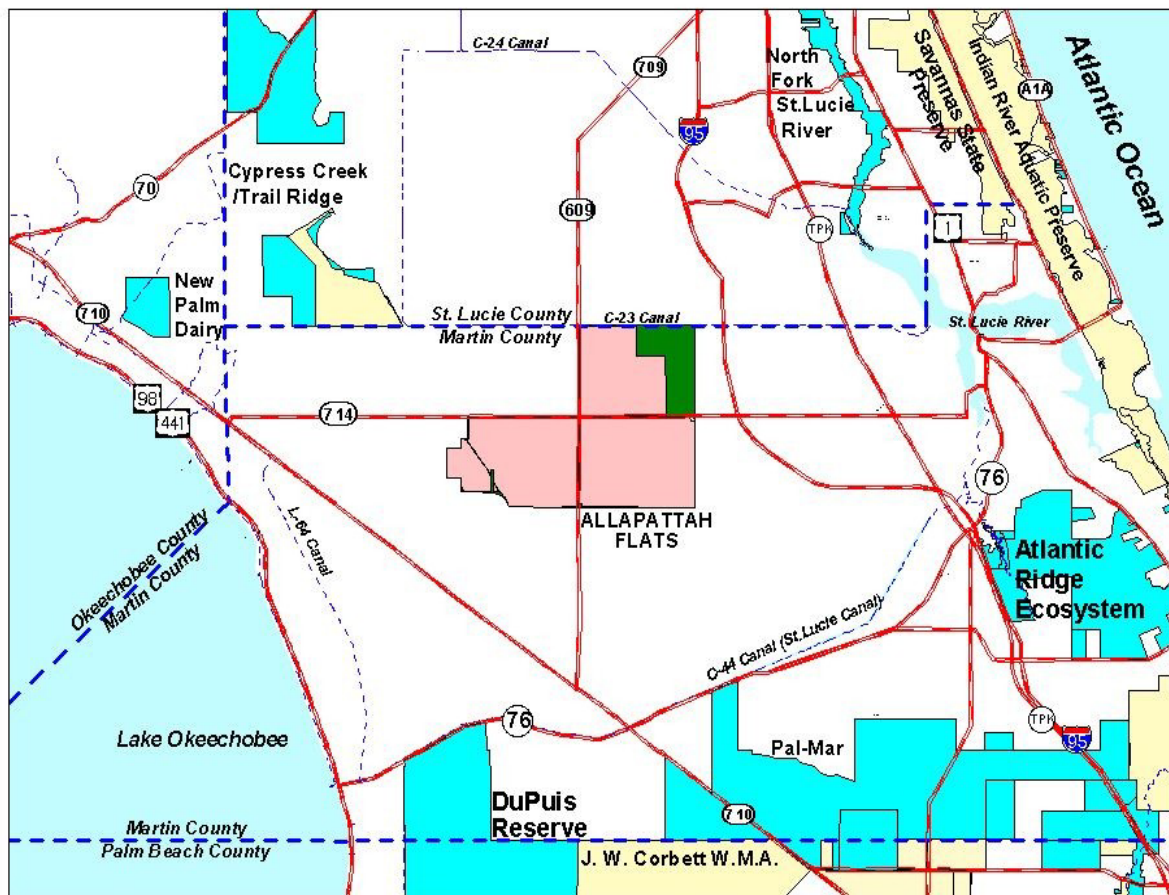 C-24 Canal
709
North
Fork
St.Lucie
River
Savannas State
Preserve
Indian River Aquatic Preserve
A1A
Atlantic Ocean
95
70
Cypress Creek
/Trail Ridge
609
TPK
1
New
Palm
Dairy
710
St. Lucie County
Martin County
C-23 Canal
St. Lucie River
98
441
714
76
ALLAPATTAH
FLATS
L-64 Canal
Okeechobee County
Martin County
Atlantic
Ridge
Ecosystem
C-44 Canal (St.Lucie Canal)
76
TPK
95
Lake Okeechobee
Pal-Mar
DuPuis
Reserve
710
Martin County
Palm Beach County
J. W. Corbett W.M.A.